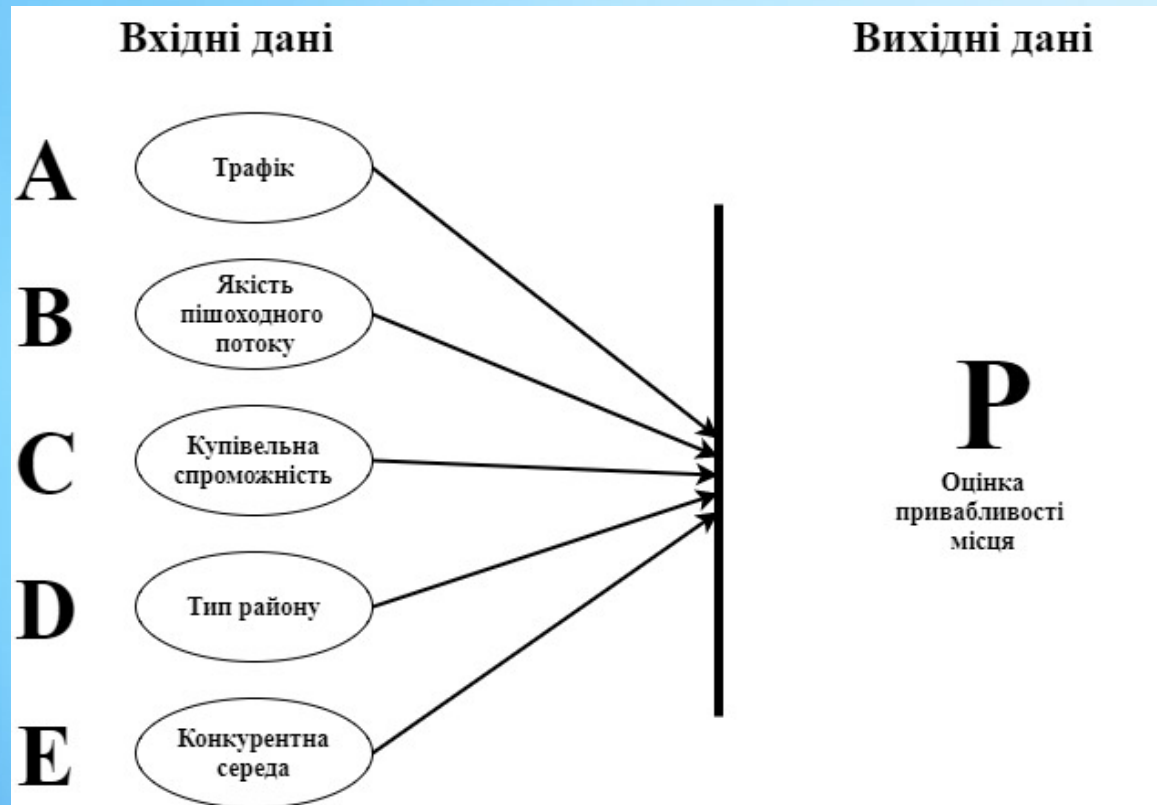 Вхідні дані
Вихідні дані
A
Трафік
B
Якість
пішоходного
потоку
C
Купівельна
спроможність
D
Тип району
E
Конкурентна
середа
P
Оцінка
привабливості
місця